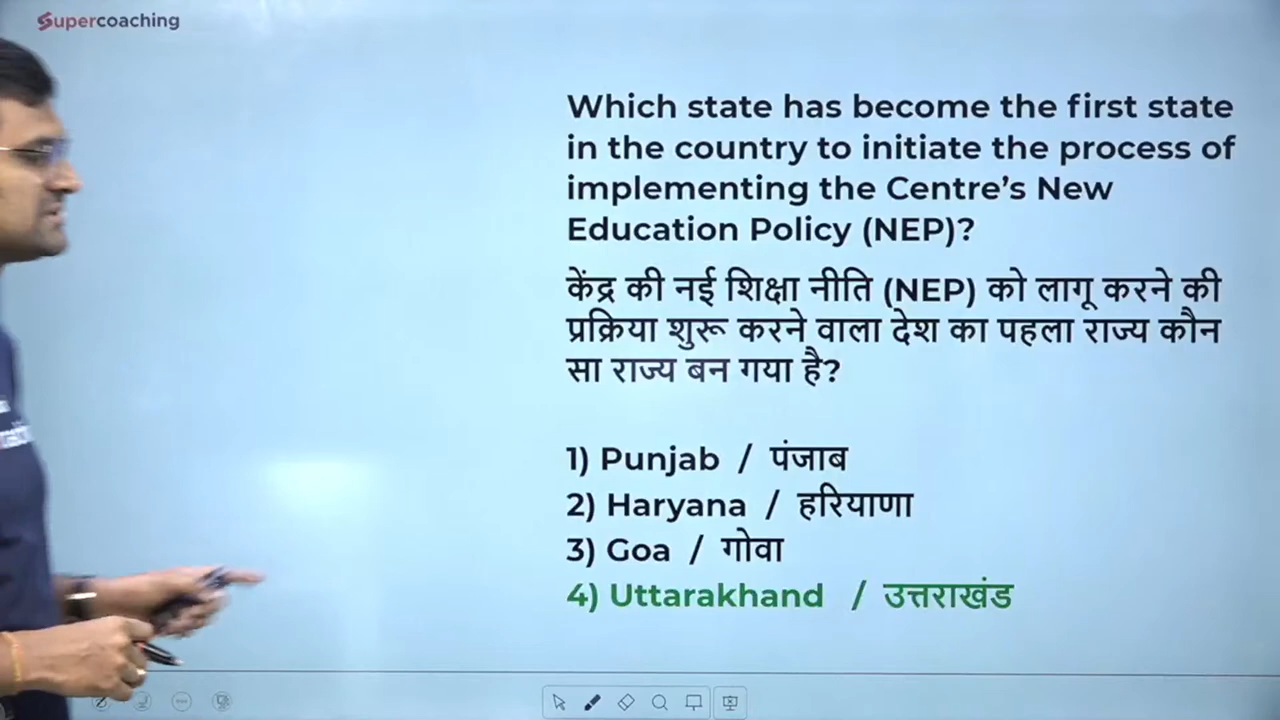 Supercoaching
Which state has become the first state
in the country to initiate the process of
implementing the Centre’s New
Education Policy (NEP)?
केंद्र की नई शिक्षा नीति (NEP) को लागू करने की
प्रक्रिया शुरू करने वाला देश का पहला राज्य कौन
सा राज्य बन गया है?
1) Punjab / पंजाब
2) Haryana / हरियाणा
3) Goa / गोवा
4) Uttarakhand / उत्तराखंड